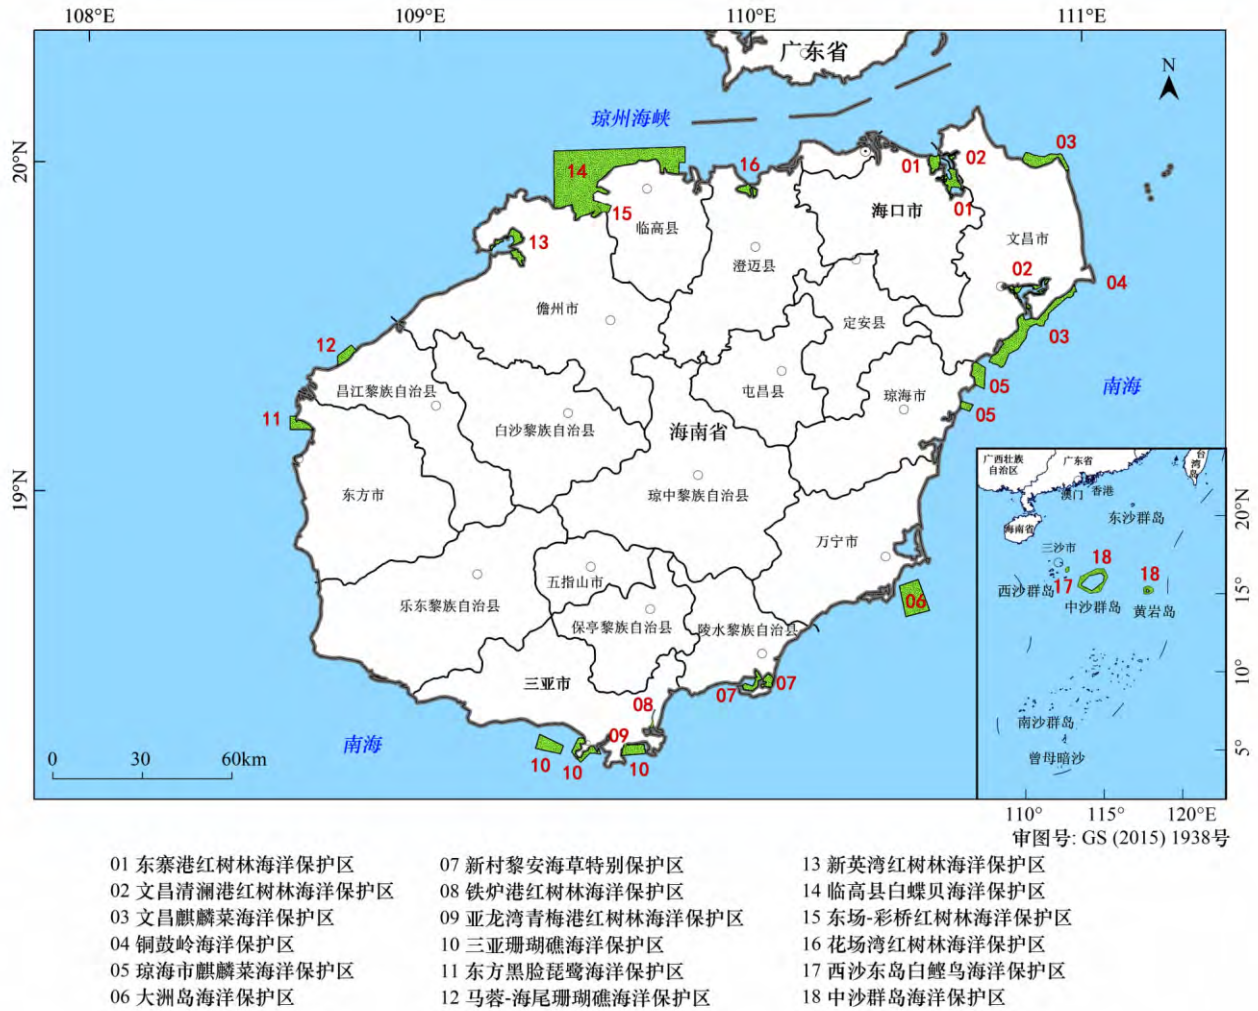 108°E
109°E
110°E
111°E
广东省
N
琼州海峡
20°N
03
02
01
16
14
15
01
临高县
海口市
13
文昌市
澄迈县
02
04
儋州市
定安县
03
12
昌江黎族自治县
屯昌县
05
琼海市
南海
11
05
白沙黎族自治县
海南省
19°N
东方市
琼中黎族自治县
万宁市
五指山市
06
乐东黎族自治县
保亭黎族自治县
陵水黎族自治县
三亚市
07
07
08
09
南海
10
10
10
0
30
60km
广西壮族
自治区
广东省
台湾岛
澳门
香港
海南省
东沙群岛
三沙市
18
18
17
西沙群岛
中沙群岛
黄岩岛
南沙群岛
曾母暗沙
20°N
15°
10°
5°
110°
115°
120°E
审图号: GS (2015) 1938号
01 东寨港红树林海洋保护区
02 文昌清澜港红树林海洋保护区
03 文昌麒麟菜海洋保护区
04 铜鼓岭海洋保护区
05 琼海市麒麟菜海洋保护区
06 大洲岛海洋保护区
07 新村黎安海草特别保护区
08 铁炉港红树林海洋保护区
09 亚龙湾青梅港红树林海洋保护区
10 三亚珊瑚礁海洋保护区
11 东方黑脸琵鹭海洋保护区
12 马蓉-海尾珊瑚礁海洋保护区
13 新英湾红树林海洋保护区
14 临高县白蝶贝海洋保护区
15 东场-彩桥红树林海洋保护区
16 花场湾红树林海洋保护区
17 西沙东岛白鲣鸟海洋保护区
18 中沙群岛海洋保护区